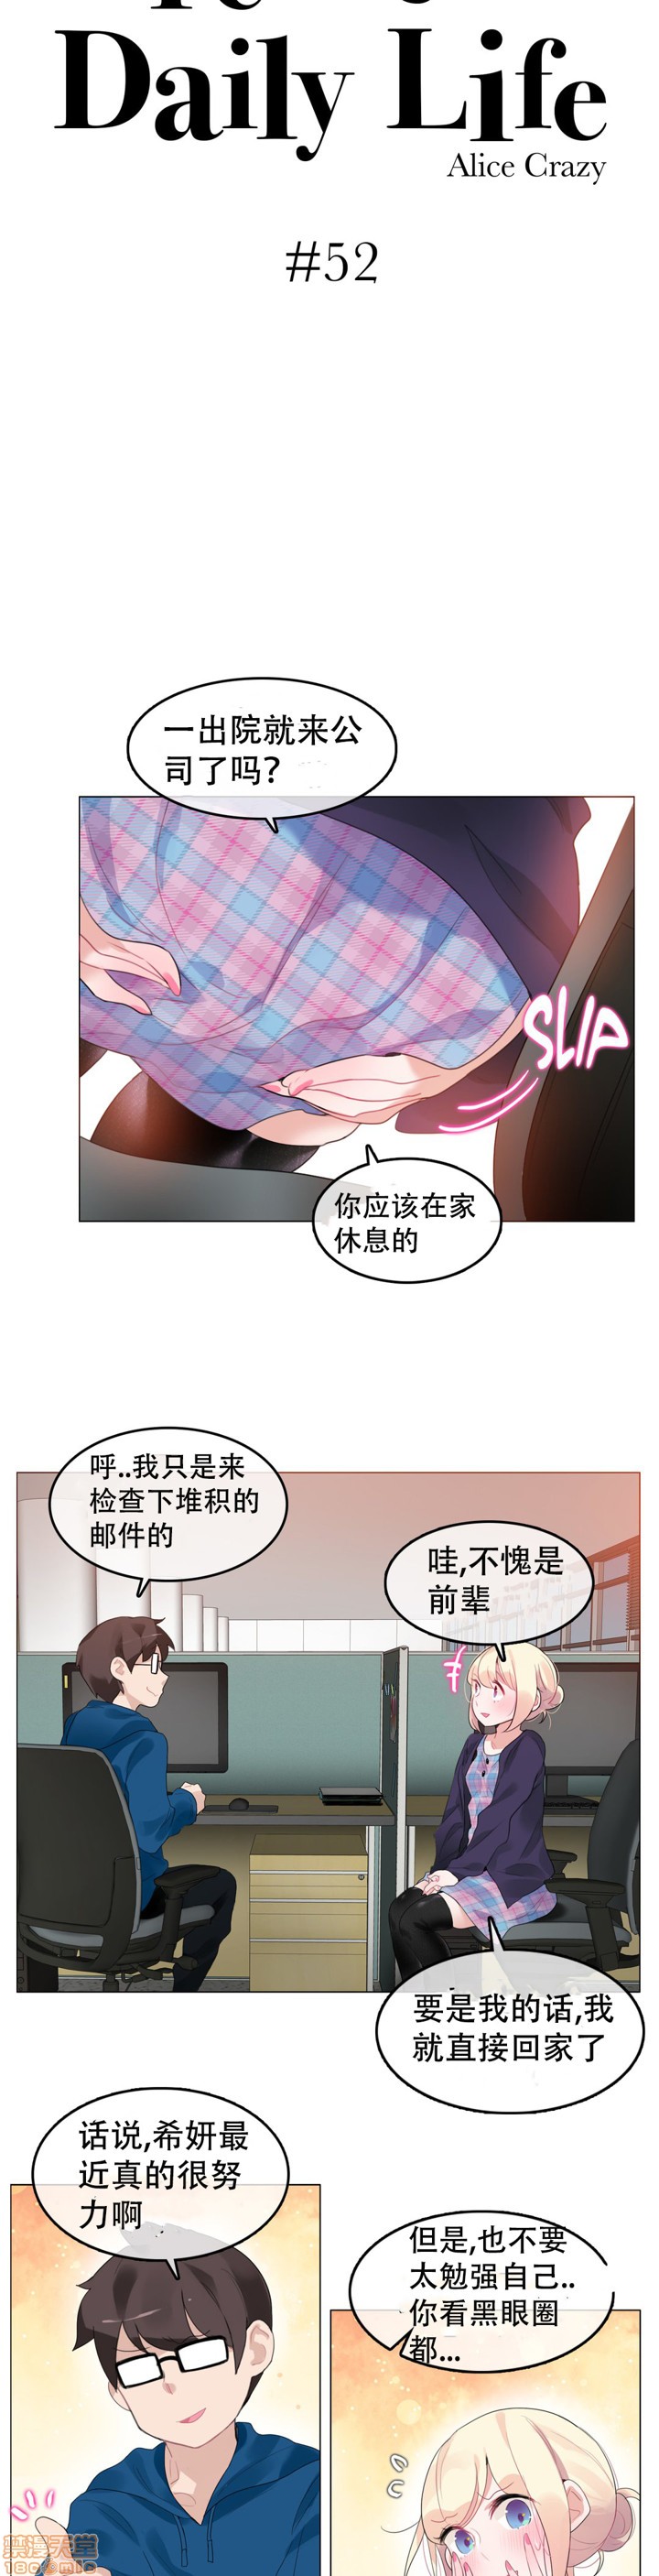 Daily Life
Alice Crazy
#52
一出院就来公
司了吗?
SLIP
你应该在家
休息的
呼..我只是来
检查下堆积的
邮件的
哇,不愧是
前辈
要是我的话,我
就直接回家了
话说,希妍最
近真的很努
力啊
但是,也不要
太勉强自己..
你看黑眼圈
都...
禁漫天堂